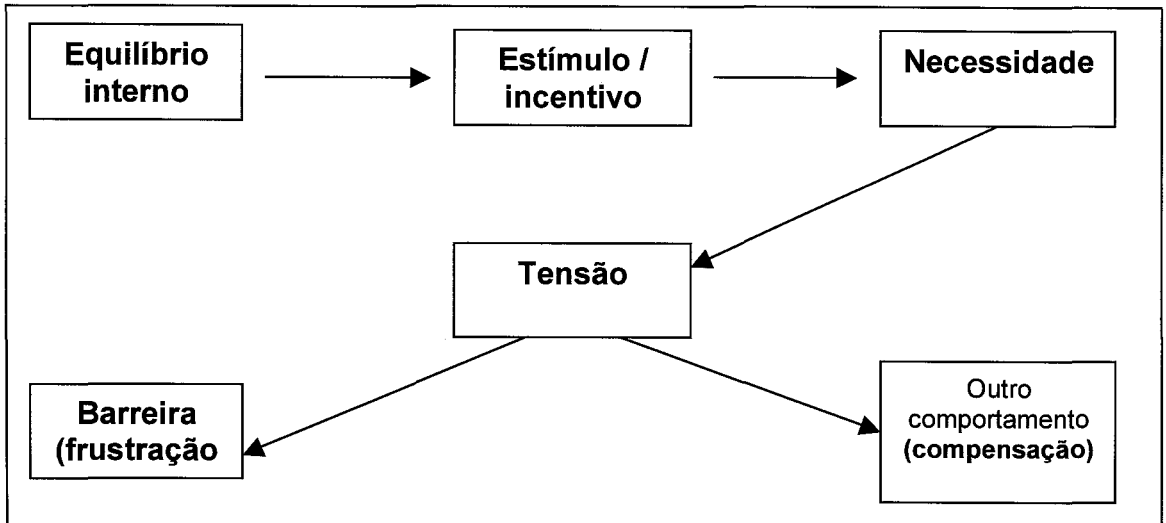 Equilíbrio
interno
Estímulo /
incentivo
Necessidade
Tensão
Barreira
(frustração
Outro
comportamento
(compensação)